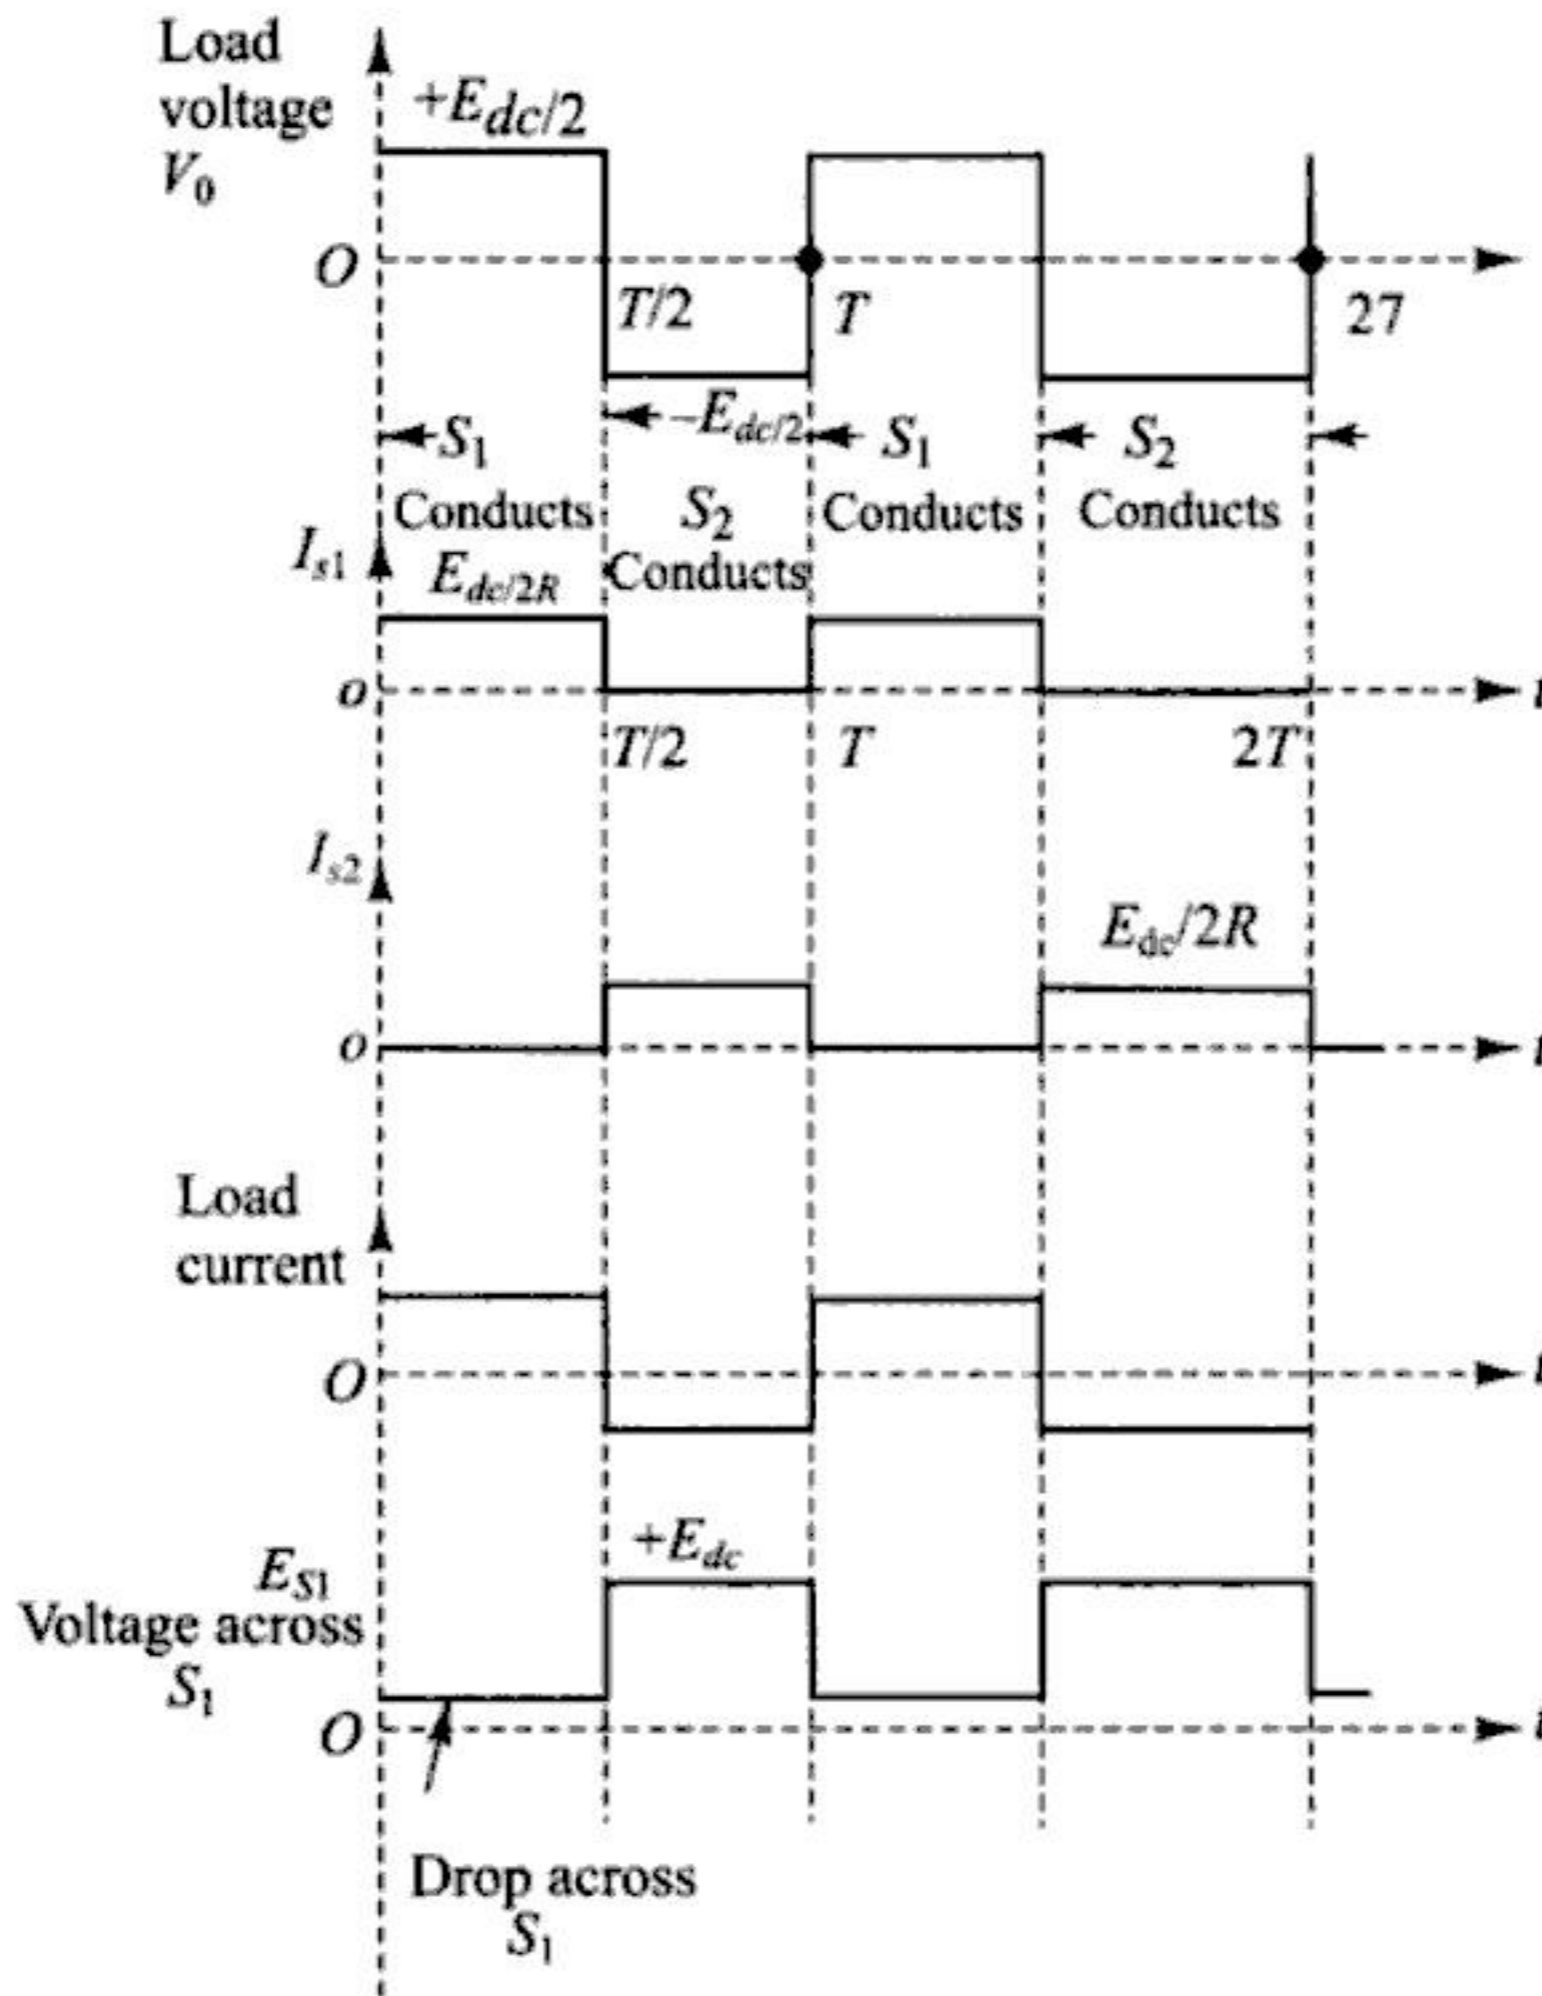 Load
voltage
V0
+Edc/2
O
T/2
T
27
–Edc/2
S1
Conducts
S2
Conducts
S1
Conducts
S2
Conducts
Is1
Edc/2R
o
t
T/2
T
2T
Is2
Edc/2R
o
t
Load
current
O
t
ES1
Voltage across
S1
+Edc
O
t
Drop across
S1